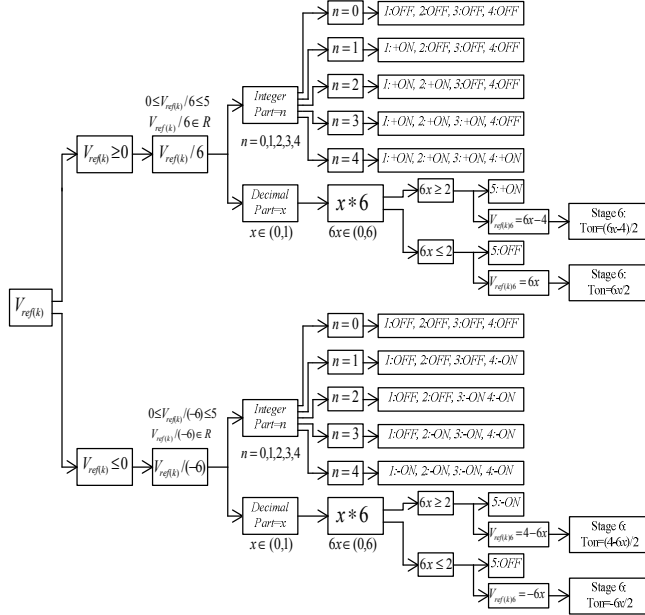 n = 0
1:OFF, 2:OFF, 3:OFF, 4:OFF
n = 1
1:+ON, 2:OFF, 3:OFF, 4:OFF
n = 2
1:+ON, 2:+ON, 3:OFF, 4:OFF
n = 3
1:+ON, 2:+ON, 3:+ON, 4:OFF
n = 4
1:+ON, 2:+ON, 3:+ON, 4:+ON
0≤V_ref(k)/6≤5
V_ref(k)/6∈R
V_ref(k)≥0
V_ref(k)/6
Integer
Part=n
n = 0,1,2,3,4
Decimal
Part=x
x∈(0,1)
x*6
6x∈(0,6)
6x≥2
5:+ON
V_ref(k)6=6x-4
Stage 6:
Ton=(6x-4)/2
6x≤2
5:OFF
V_ref(k)6=6x
Stage 6:
Ton=6x/2
V_ref(k)
n = 0
1:OFF, 2:OFF, 3:OFF, 4:OFF
n = 1
1:OFF, 2:OFF, 3:OFF, 4:-ON
n = 2
1:OFF, 2:OFF, 3:-ON 4:-ON
n = 3
1:OFF, 2:-ON, 3:-ON, 4:-ON
n = 4
1:-ON, 2:-ON, 3:-ON, 4:-ON
0≤V_ref(k)/(-6)≤5
V_ref(k)/(-6)∈R
V_ref(k)≤0
V_ref(k)/(-6)
Integer
Part=n
n = 0,1,2,3,4
Decimal
Part=x
x∈(0,1)
x*6
6x∈(0,6)
6x≥2
5:-ON
V_ref(k)6=4-6x
Stage 6:
Ton=(4-6x)/2
6x≤2
5:OFF
V_ref(k)6=-6x
Stage 6:
Ton=-6x/2